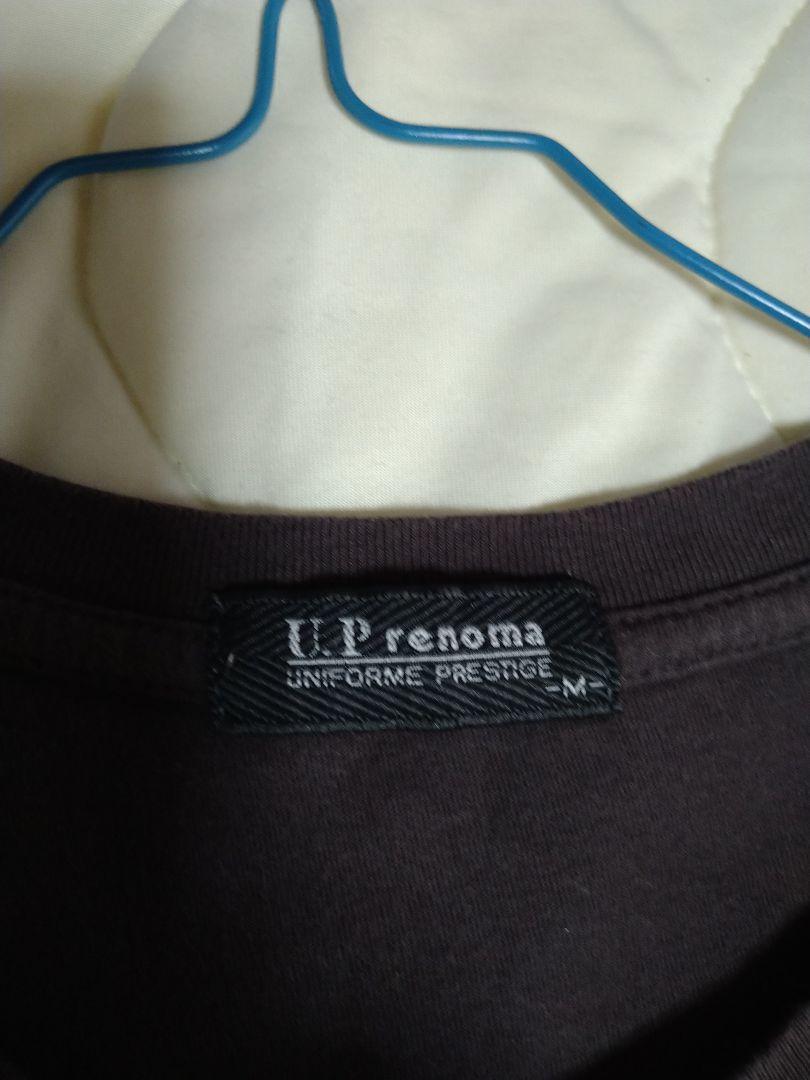 U.P renoma
UNIFORME PRESTIGE
-M-